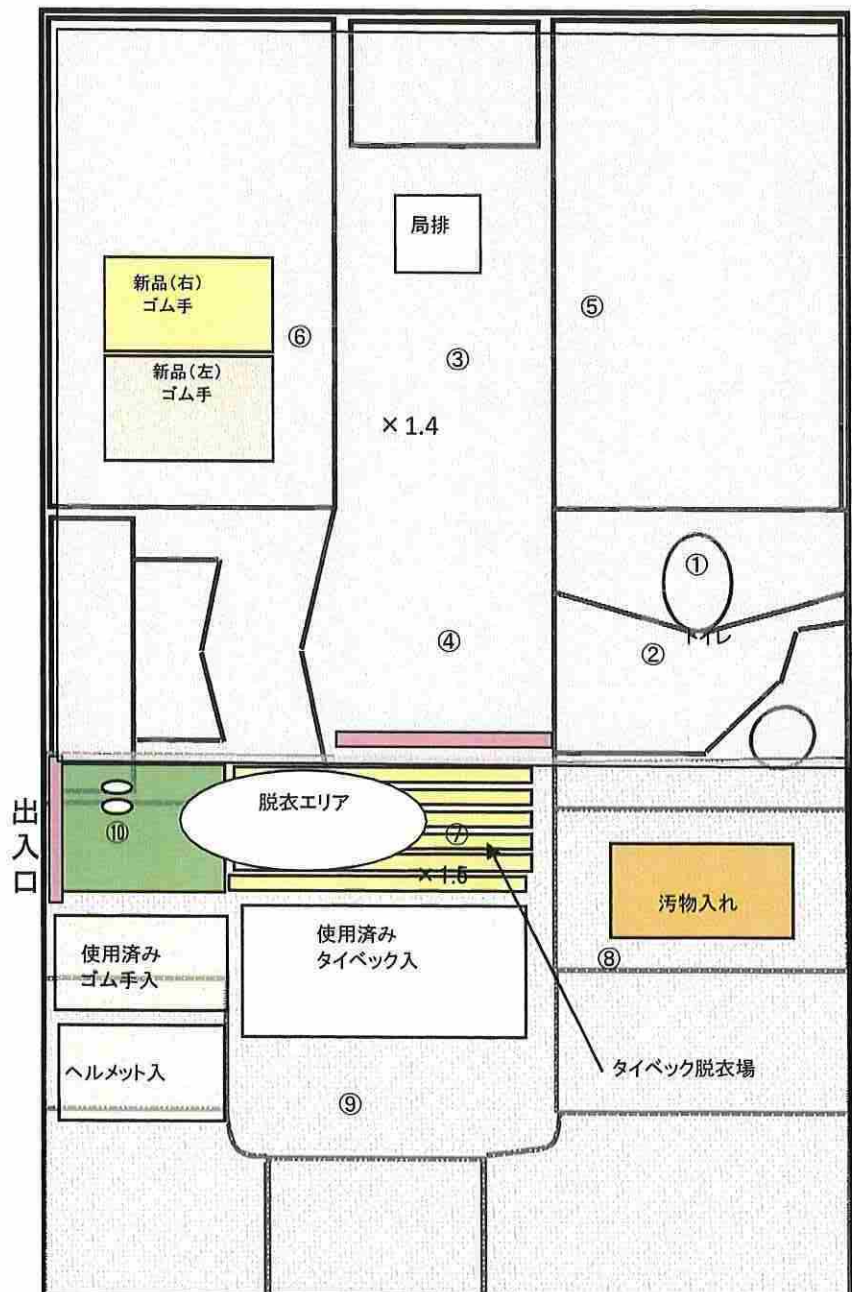 局排
新品(右)
ゴム手
⑥
⑤
③
新品(左)
ゴム手
×1.4
①
④
②
トイレ
出入口
脱衣エリア
⑦
⑩
×1.5
汚物入れ
使用済み
ゴム手入
使用済み
タイベック入
⑧
ヘルメット入
タイベック脱衣場
⑨